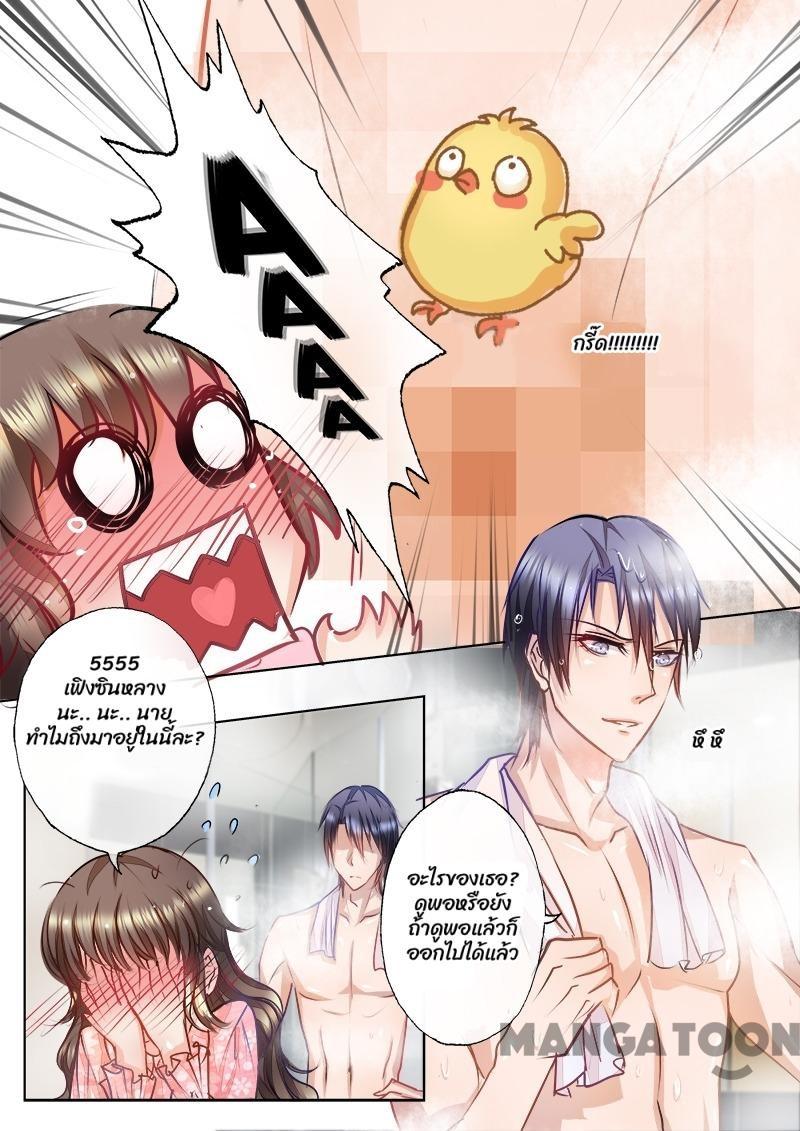 A
A
A
A
A
กรี๊ด!!!!!!!!!
5555
เฟิงชินหลาง
นะ.. นะ.. นาย
ทำไมถึงมาอยู่ในนี้ละ?
หึ หึ
อะไรของเธอ?
ดูพอหรือยัง
ถ้าดูพอแล้วก็
ออกไปได้แล้ว
MANGATOON